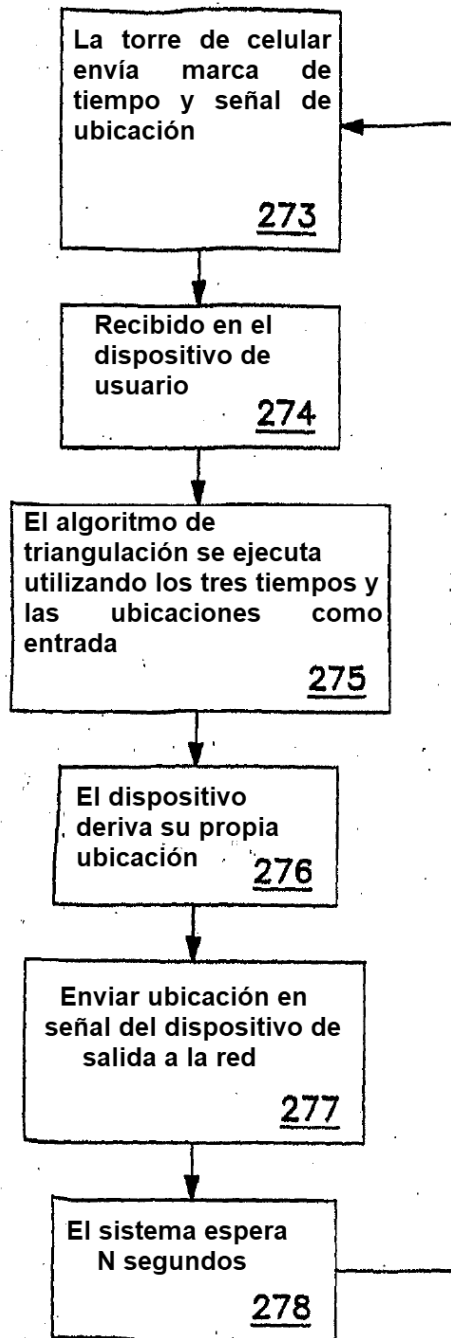 La torre de celular
envía marca de
tiempo y señal de
ubicación
273
Recibido en el
dispositivo de
usuario
274
El algoritmo de
triangulación se ejecuta
utilizando los tres tiempos y
las ubicaciones como
entrada
275
El dispositivo
deriva su propia
ubicación
276
Enviar ubicación en
señal del dispositivo de
salida a la red
277
El sistema espera
N segundos
278